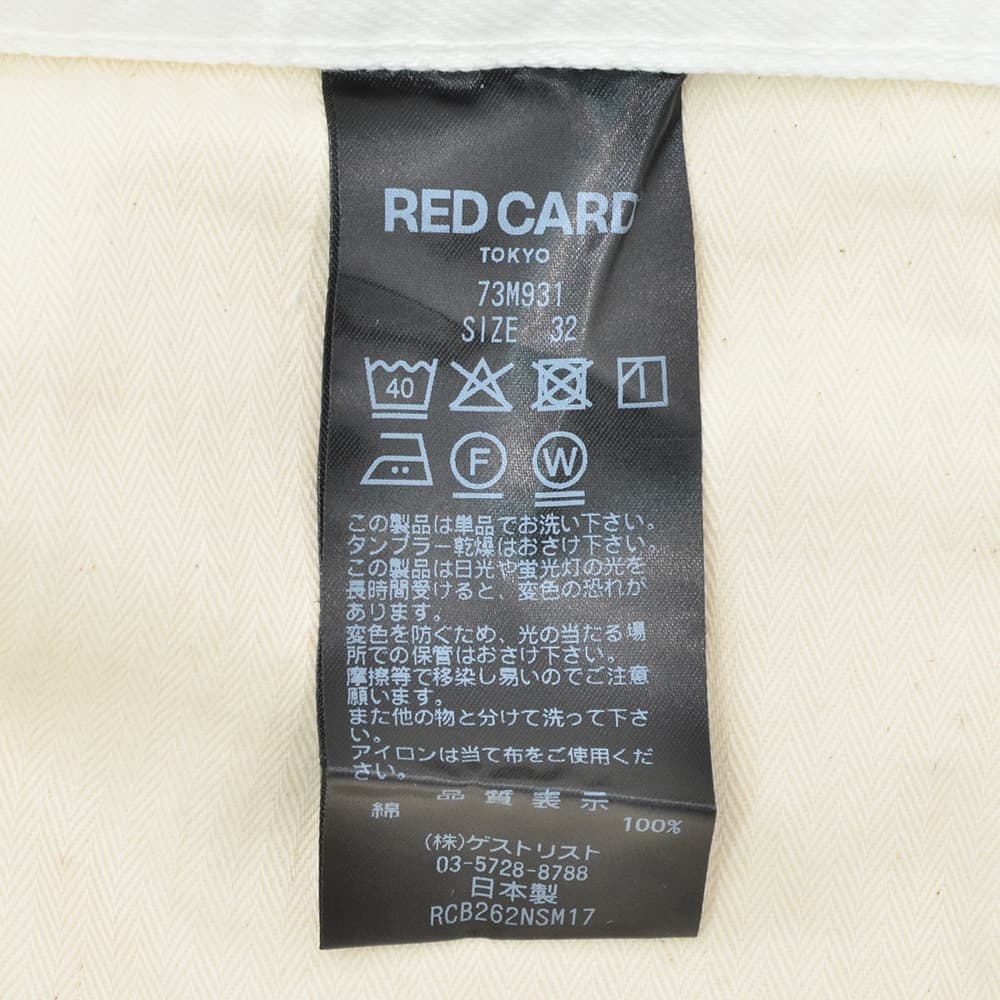 RED CARD
TOKYO
73M931
SIZE 32
40
1
F
W
この製品は単品でお洗い下さい。
タンブラー乾燥はおさけ下さい。
この製品は日光や蛍光灯の光を
長時間受けると、変色の恐れが
あります。
変色を防ぐため、光の当たる場
所での保管はおさけ下さい。
摩擦等で移染し易いのでご注意
願います。
また他の物と分けて洗って下さ
い。
アイロンは当て布をご使用くだ
さい。
品質表示
綿 100%
(株)ゲストリスト
03-5728-8788
日本製
RCB262NSM17